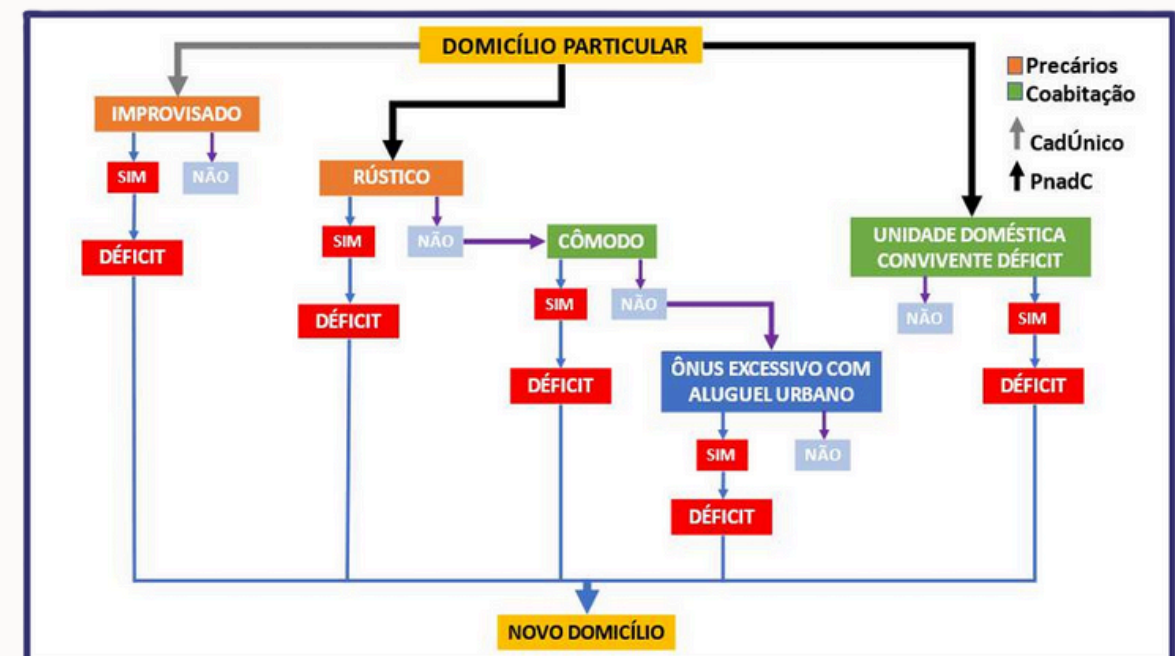 DOMICÍLIO PARTICULAR
Precários
Coabitação
CadÚnico
PnadC
IMPROVISADO
SIM
NÃO
DÉFICIT
RÚSTICO
SIM
NÃO
DÉFICIT
CÔMODO
SIM
NÃO
DÉFICIT
ÔNUS EXCESSIVO COM
ALUGUEL URBANO
SIM
NÃO
DÉFICIT
UNIDADE DOMÉSTICA
CONVIVENTE DÉFICIT
NÃO
SIM
DÉFICIT
NOVO DOMICÍLIO